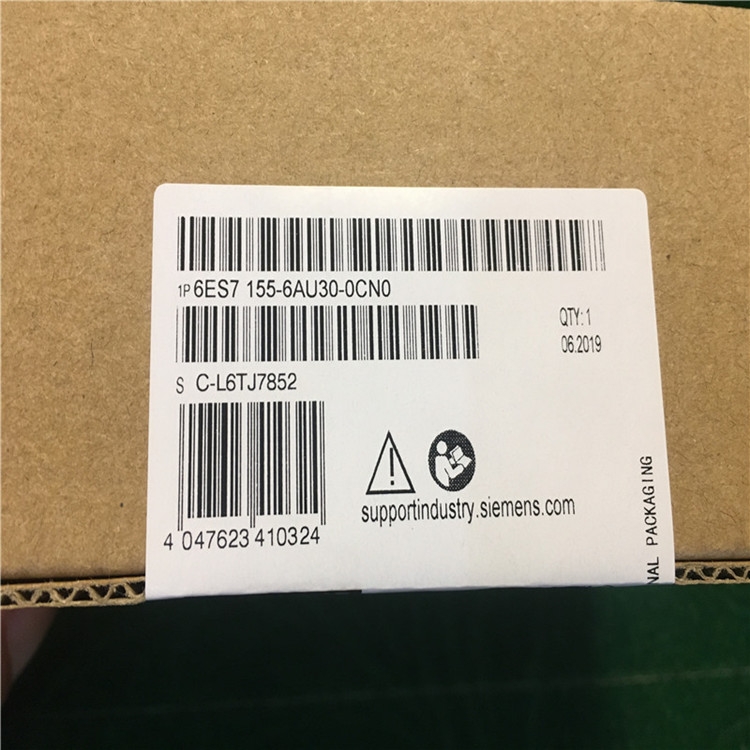 1P 6ES7 155-6AU30-0CN0
QTY: 1
06.2019
S C-L6TJ7852
4 047623 410324
supportindustry.siemens.com
NAL PACKAGING